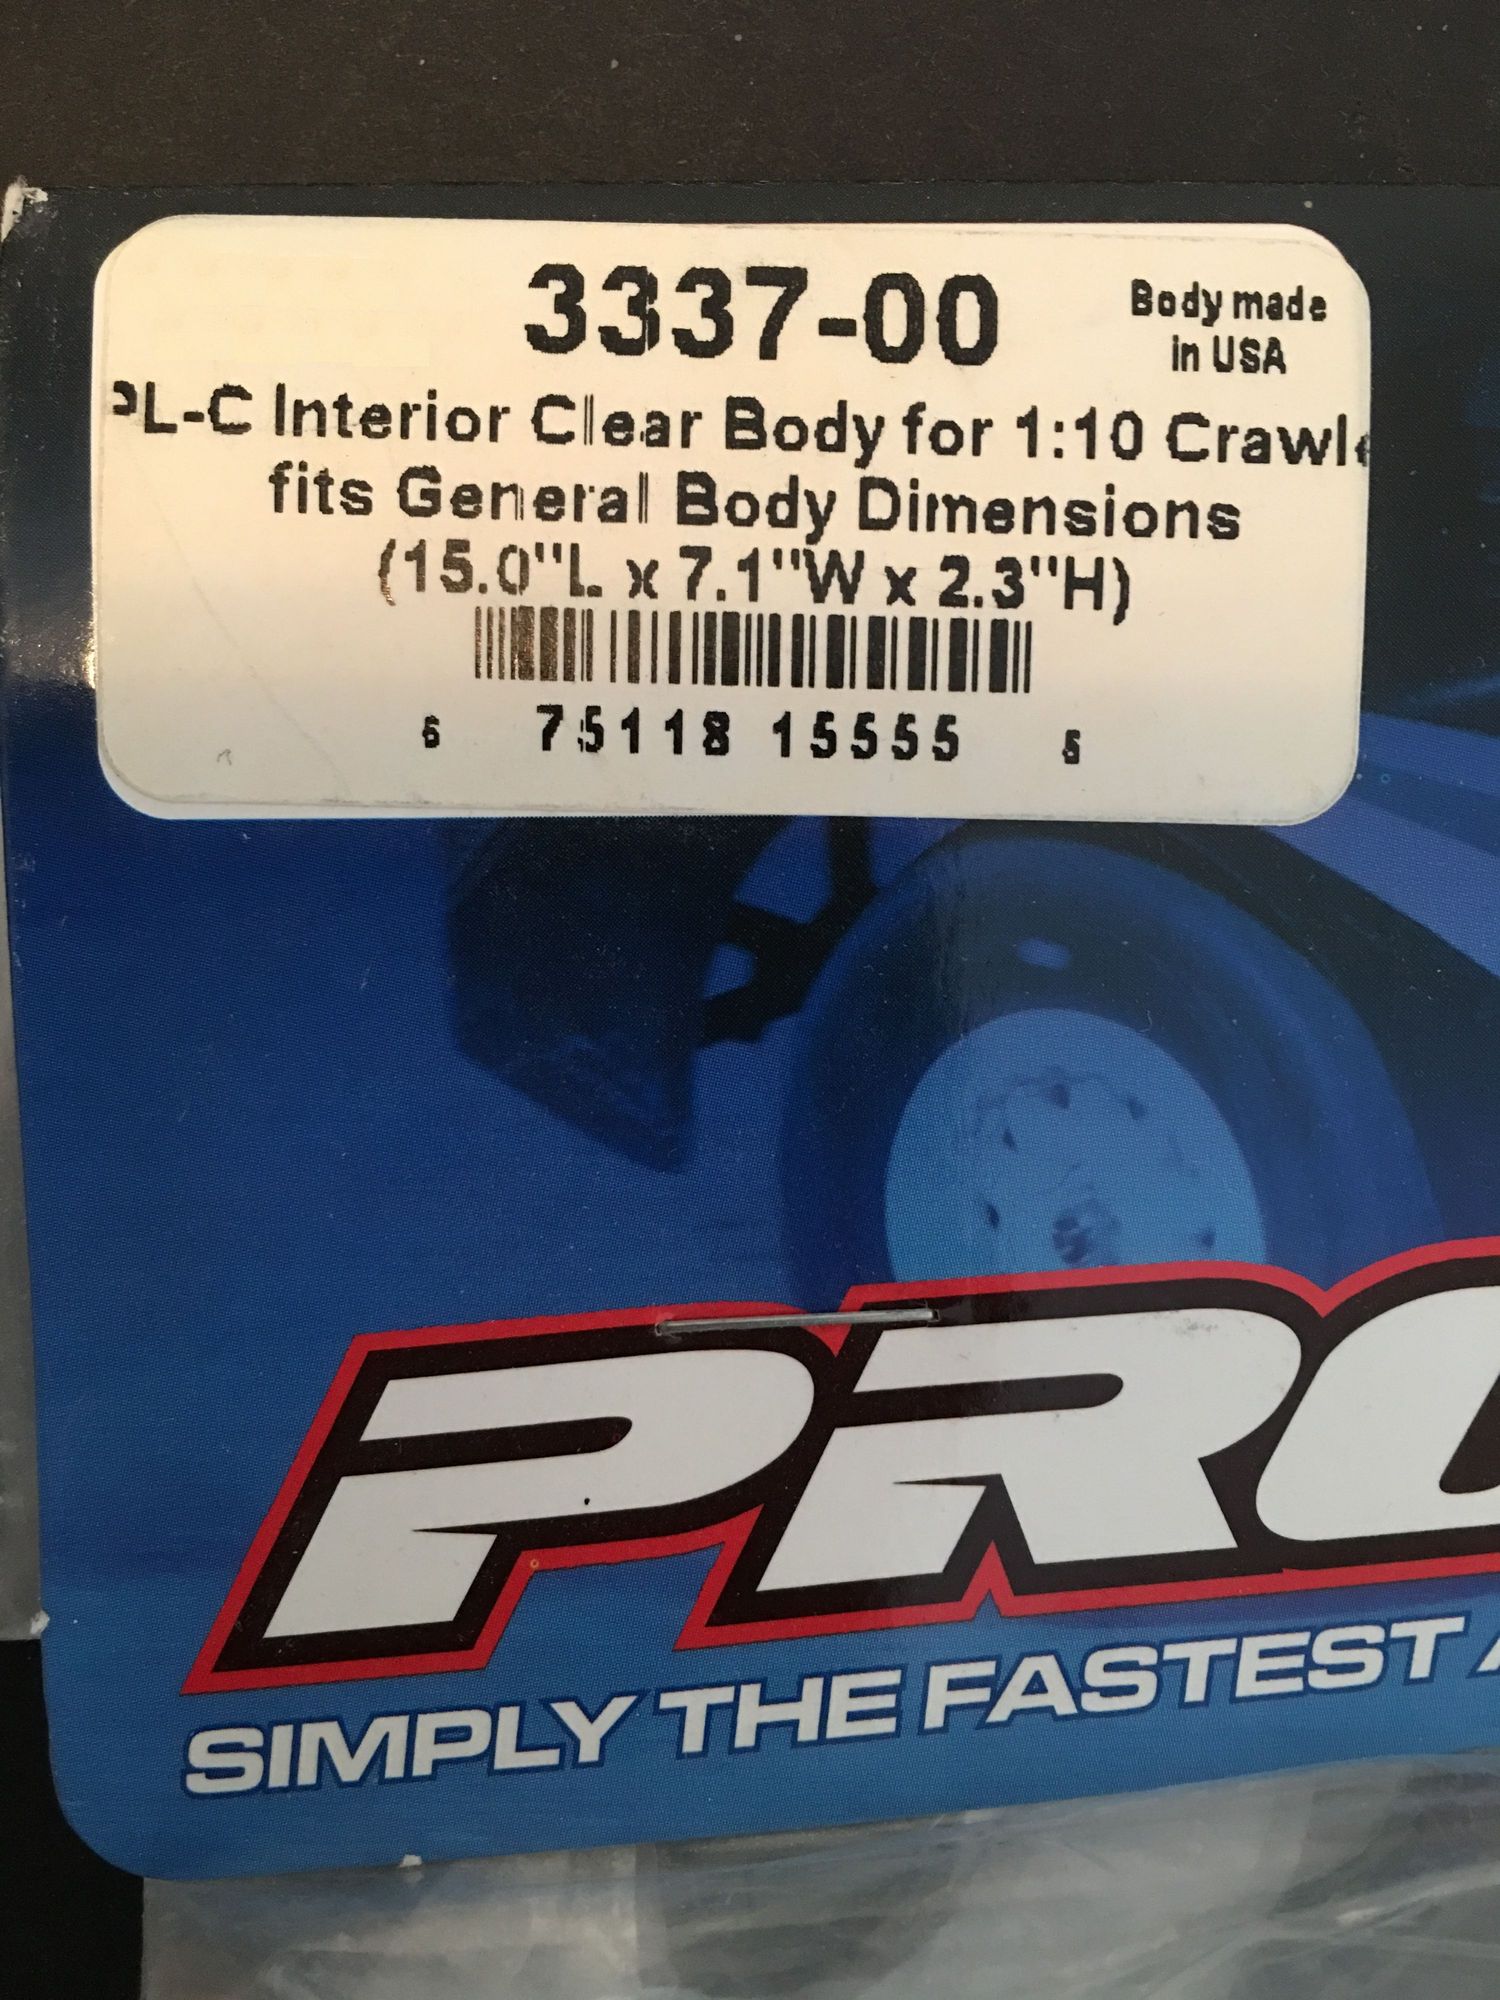 3337-00
Body made
in USA
PL-C Interior Clear Body for 1:10 Crawle
fits General Body Dimensions
(15.0"L x 7.1"W x 2.3"H)
6 75118 15555 5
PRO
SIMPLY THE FASTEST A